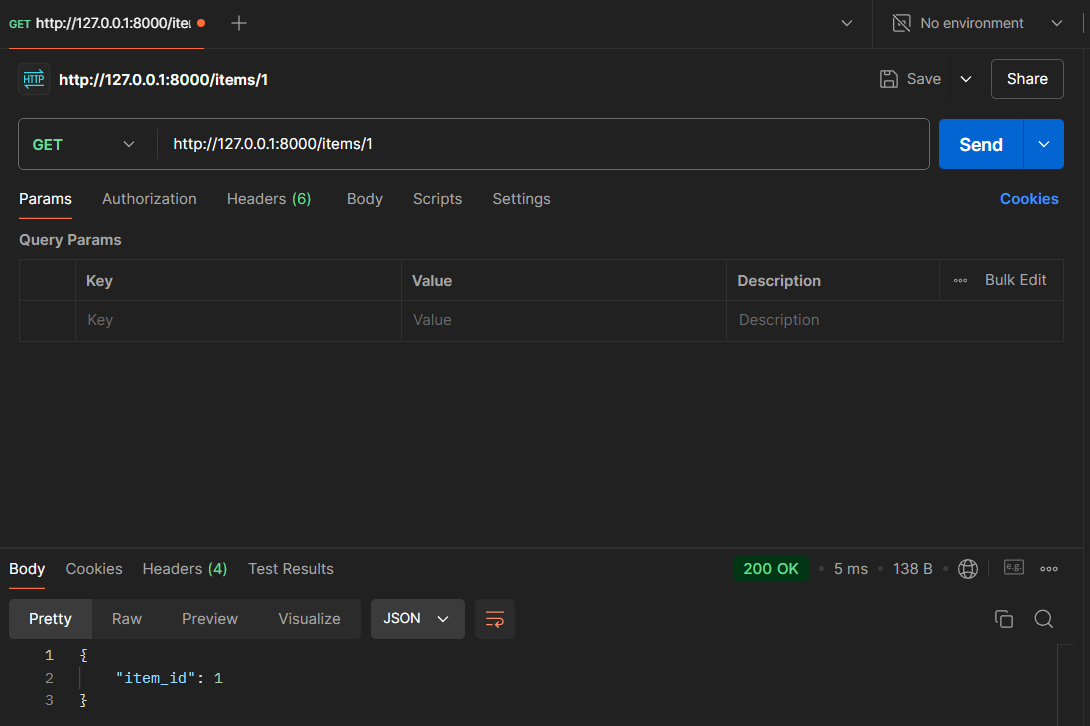 GET http://127.0.0.1:8000/ite
No environment
HTTP http://127.0.0.1:8000/items/1
Save
Share
GET
http://127.0.0.1:8000/items/1
Send
Params Authorization Headers (6) Body Scripts Settings Cookies
Query Params
Key Value Description Bulk Edit
Key Value Description
Body Cookies Headers (4) Test Results 200 OK 5 ms 138 B e.g.
Pretty Raw Preview Visualize JSON
1 {
2 "item_id": 1
3 }